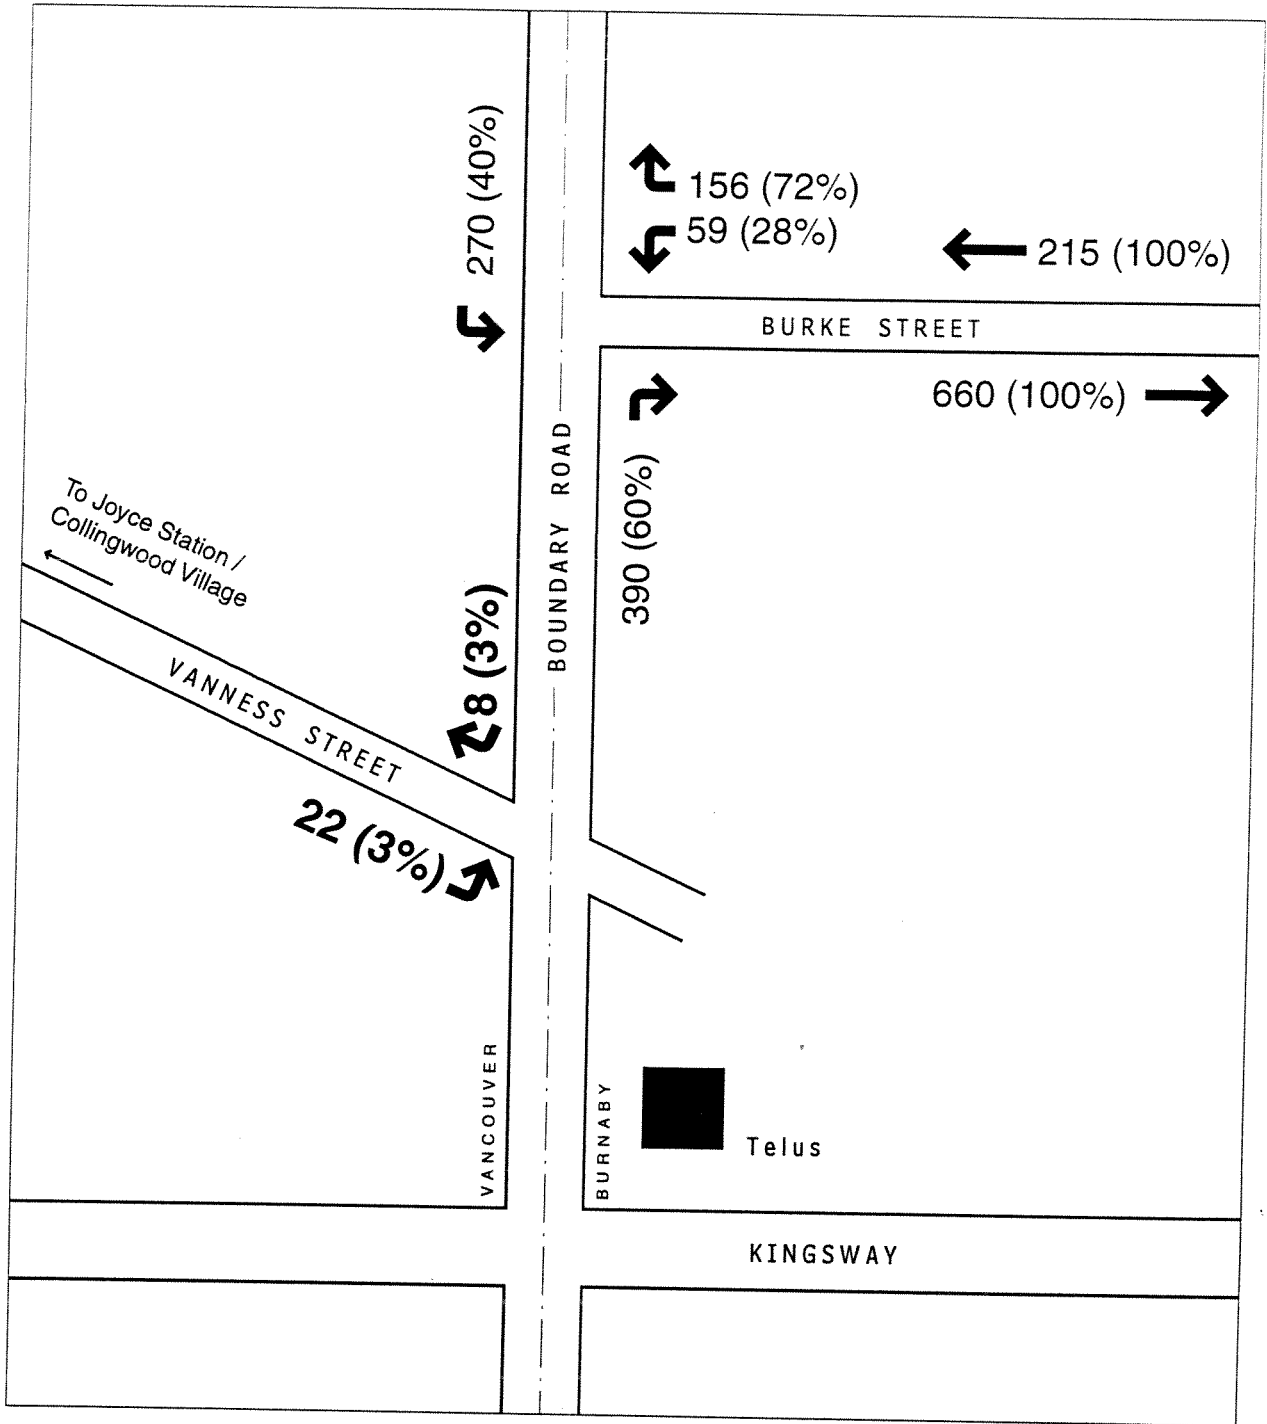 270 (40%)
156 (72%)
59 (28%)
215 (100%)
BURKE STREET
660 (100%)
390 (60%)
BOUNDARY ROAD
To Joyce Station /
Collingwood Village
8 (3%)
VANNESS STREET
22 (3%)
VANCOUVER
BURNABY
Telus
KINGSWAY